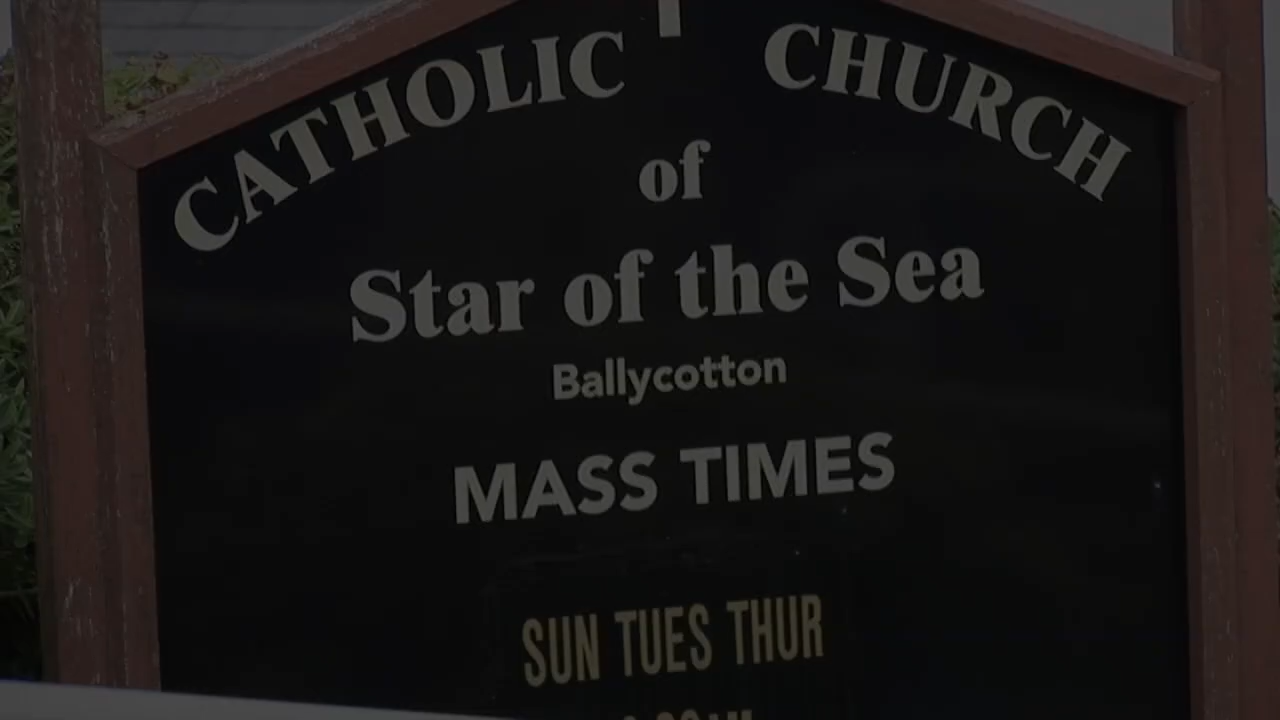 CATHOLIC CHURCH
of
Star of the Sea
Ballycotton
MASS TIMES
SUN TUES THUR